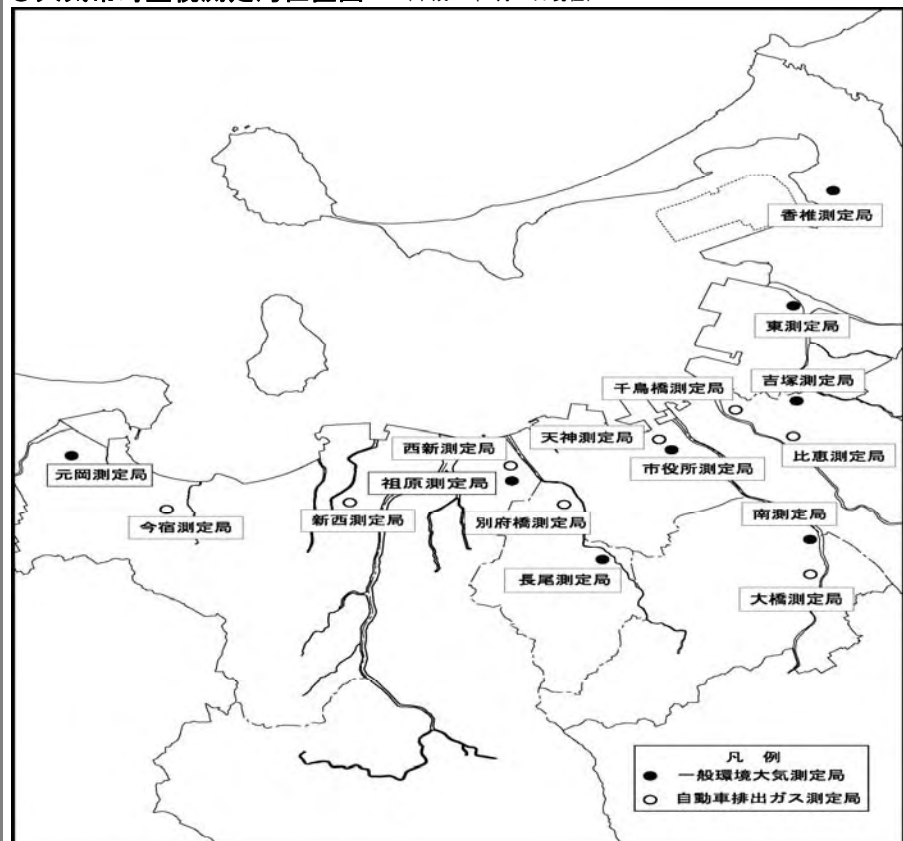 香椎測定局
東測定局
吉塚測定局
千鳥橋測定局
天神測定局
西新測定局
比恵測定局
市役所測定局
元岡測定局
祖原測定局
新西測定局
別府橋測定局
今宿測定局
南測定局
長尾測定局
大橋測定局
凡 例
● 一般環境大気測定局
○ 自動車排出ガス測定局